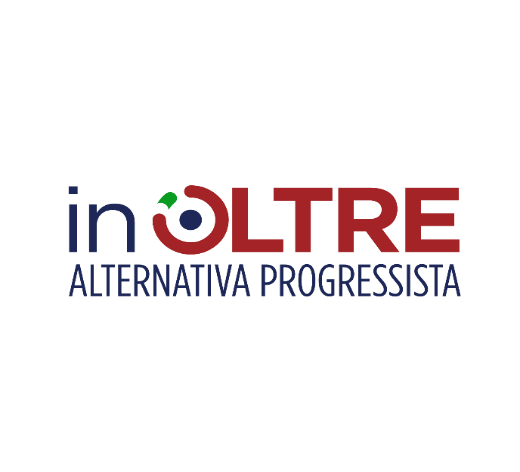 in OLTRE
ALTERNATIVA PROGRESSISTA